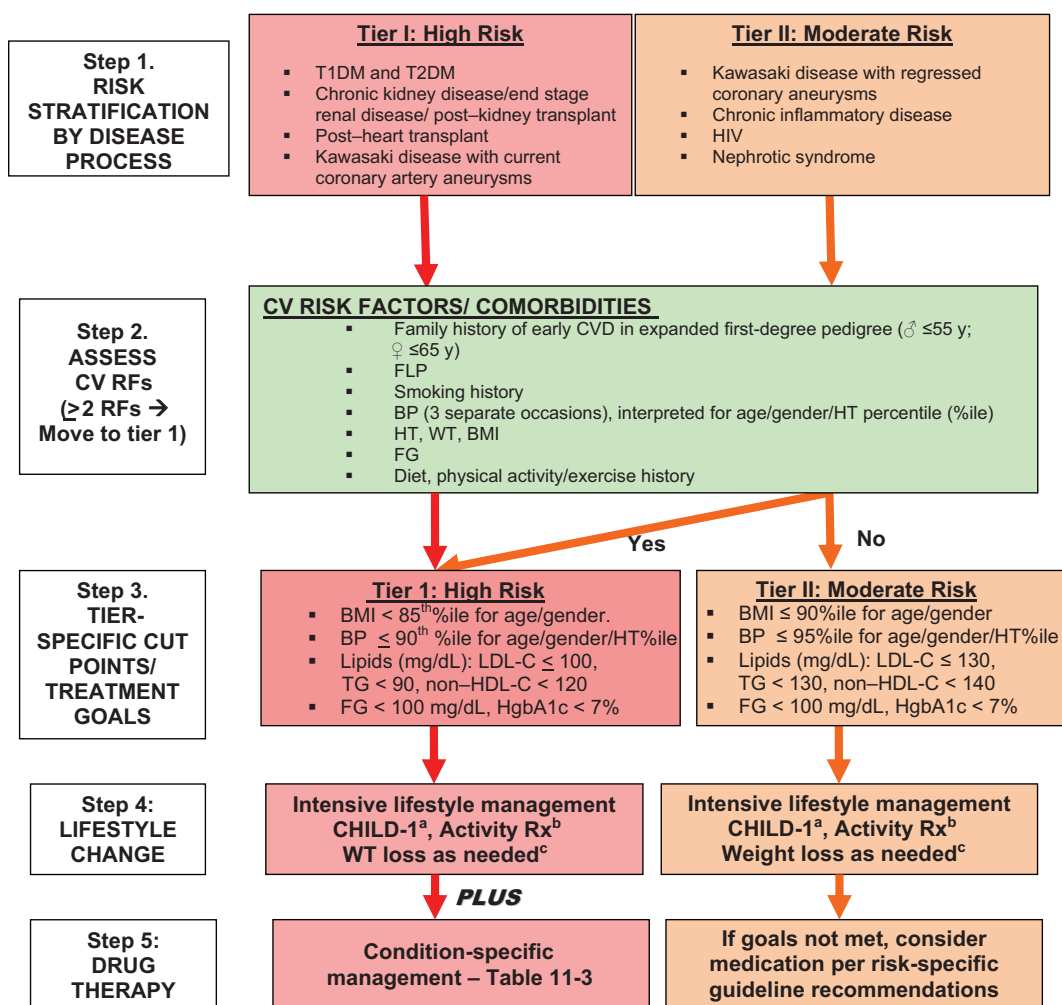 Step 1.
RISK
STRATIFICATION
BY DISEASE
PROCESS
Tier I: High Risk
▪ T1DM and T2DM
▪ Chronic kidney disease/end stage
renal disease/ post–kidney transplant
▪ Post–heart transplant
▪ Kawasaki disease with current
coronary artery aneurysms
Tier II: Moderate Risk
▪ Kawasaki disease with regressed
coronary aneurysms
▪ Chronic inflammatory disease
▪ HIV
▪ Nephrotic syndrome
Step 2.
ASSESS
CV RFs
(≥2 RFs →
Move to tier 1)
CV RISK FACTORS/ COMORBIDITIES
▪ Family history of early CVD in expanded first-degree pedigree (♂ ≤55 y;
♀ ≤65 y)
▪ FLP
▪ Smoking history
▪ BP (3 separate occasions), interpreted for age/gender/HT percentile (%ile)
▪ HT, WT, BMI
▪ FG
▪ Diet, physical activity/exercise history
Yes
No
Step 3.
TIER-
SPECIFIC CUT
POINTS/
TREATMENT
GOALS
Tier 1: High Risk
▪ BMI < 85th%ile for age/gender.
▪ BP ≤ 90th %ile for age/gender/HT%ile
▪ Lipids (mg/dL): LDL-C ≤ 100,
TG < 90, non–HDL-C < 120
▪ FG < 100 mg/dL, HgbA1c < 7%
Tier II: Moderate Risk
▪ BMI ≤ 90%ile for age/gender
▪ BP ≤ 95%ile for age/gender/HT%ile
▪ Lipids (mg/dL): LDL-C ≤ 130,
TG < 130, non–HDL-C < 140
▪ FG < 100 mg/dL, HgbA1c < 7%
Step 4:
LIFESTYLE
CHANGE
Intensive lifestyle management
CHILD-1a, Activity Rxb
WT loss as neededc
Intensive lifestyle management
CHILD-1a, Activity Rxb
Weight loss as neededc
PLUS
Step 5:
DRUG
THERAPY
Condition-specific
management – Table 11-3
If goals not met, consider
medication per risk-specific
guideline recommendations